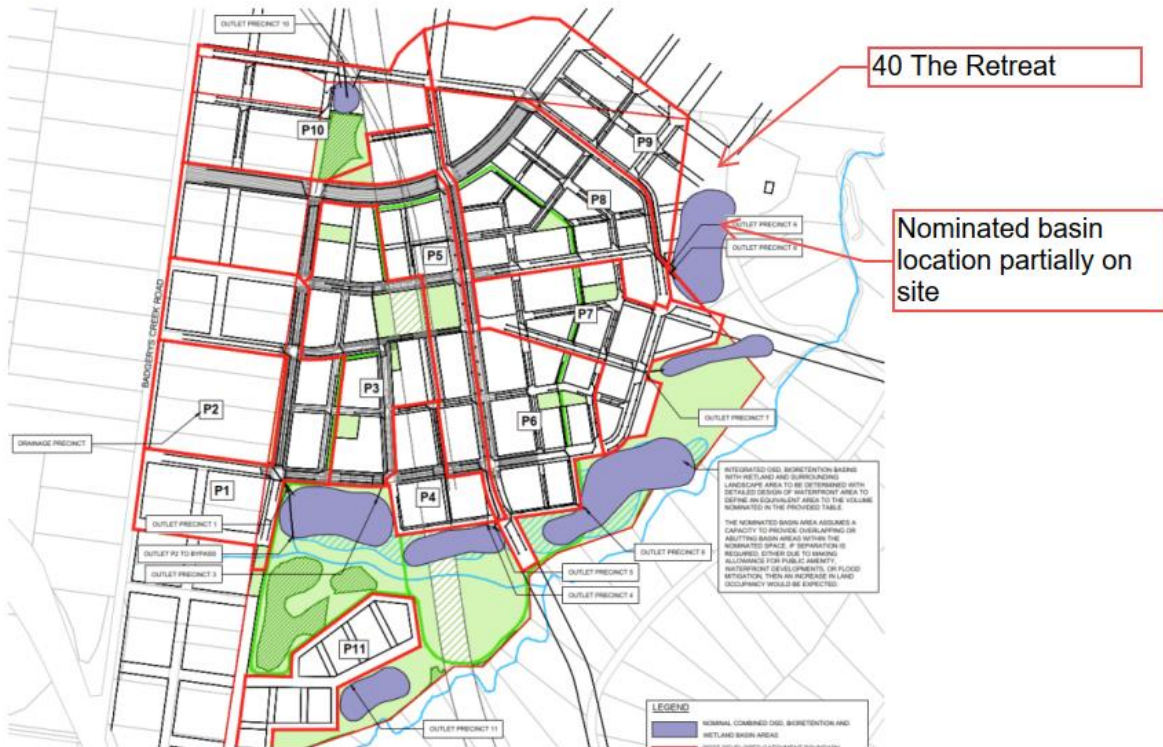 OUTLET PRECINCT 10
40 The Retreat
P10
P9
P8
Nominated basin
location partially on
site
OUTLET PRECINCT
OUTLET PRECINCT
P5
P7
BADGERYS CREEK ROAD
P3
P2
P6
OUTLET PRECINCT 7
DRAINAGE PRECINCT
INTEGRATED OSD, BIORETENTION BASINS
WITH WETLAND AND SURROUNDING
LANDSCAPE AREA TO BE DETERMINED WITH
DETAILED DESIGN OF WATERFRONT AREA TO
DEFINE AN EQUIVALENT AREA TO THE VOLUME
NOMINATED IN THE PROVIDED TABLE.
THE NOMINATED BASIN AREA ASSUMES A
CAPACITY TO PROVIDE OVERLAPPING OR
ABUTTING BASIN AREAS WITHIN THE
NOMINATED SPACE. IF SEPARATION IS
REQUIRED, EITHER DUE TO MAKING
ALLOWANCE FOR PUBLIC AMENITY,
WATERFRONT DEVELOPMENTS, OR FLOOD
MITIGATION, THEN AN INCREASE IN LAND
OCCUPANCY WOULD BE EXPECTED.
P1
P4
OUTLET PRECINCT 1
OUTLET P2 TO BYPASS
OUTLET PRECINCT
OUTLET PRECINCT 3
OUTLET PRECINCT 5
OUTLET PRECINCT 4
P11
OUTLET PRECINCT 11
LEGEND
NOMINAL COMBINED OSD, BIORETENTION AND
WETLAND BASIN AREAS